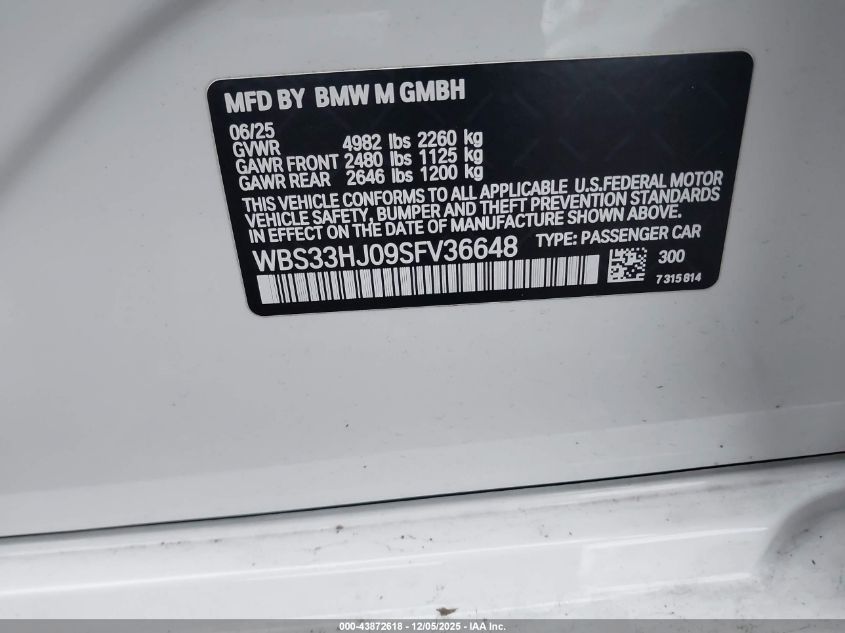 MFD BY BMW M GMBH
06/25
GVWR 4982 lbs 2260 kg
GAWR FRONT 2480 lbs 1125 kg
GAWR REAR 2646 lbs 1200 kg
THIS VEHICLE CONFORMS TO ALL APPLICABLE U.S.FEDERAL MOTOR
VEHICLE SAFETY, BUMPER AND THEFT PREVENTION STANDARDS
IN EFFECT ON THE DATE OF MANUFACTURE SHOWN ABOVE.
WBS33HJ09SFV36648 TYPE: PASSENGER CAR
300
7315814
000-43872618 - 12/05/2025 - IAA Inc.